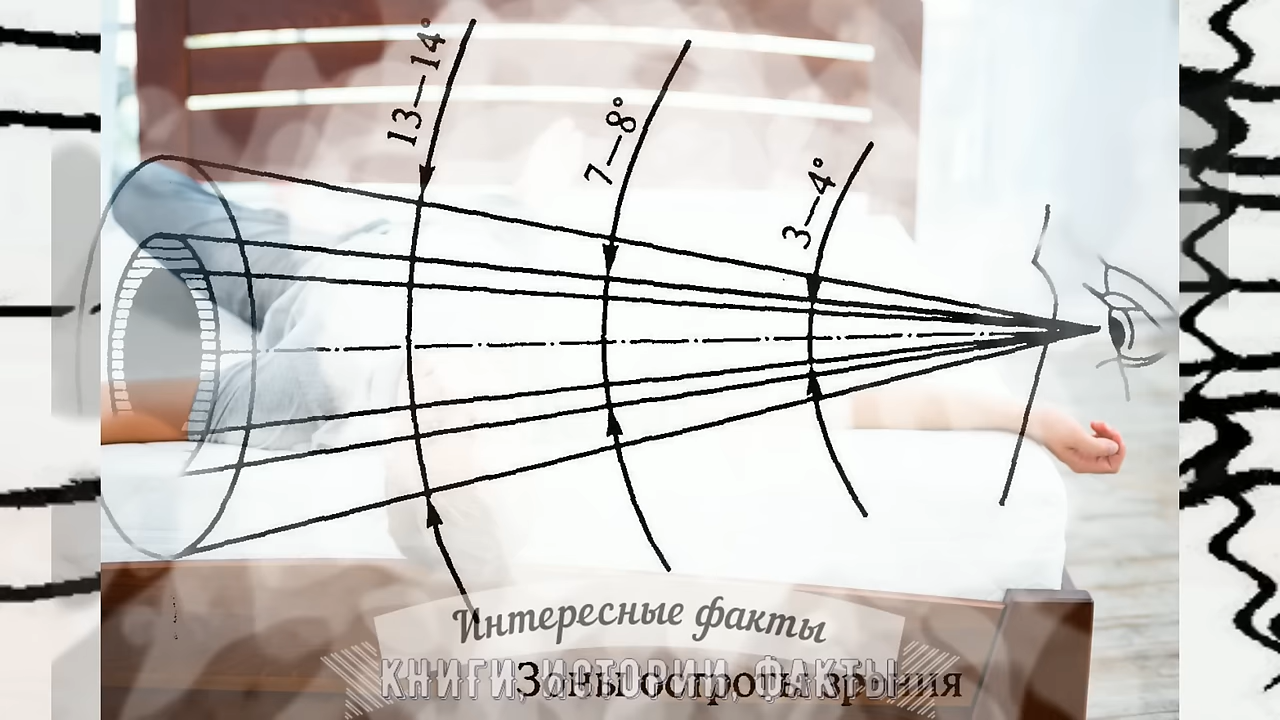 13—14°
7—8°
3—4°
Интересные факты
КНИГИ, ИСТОРИИ, ФАКТЫ
Зоны остроты зрения